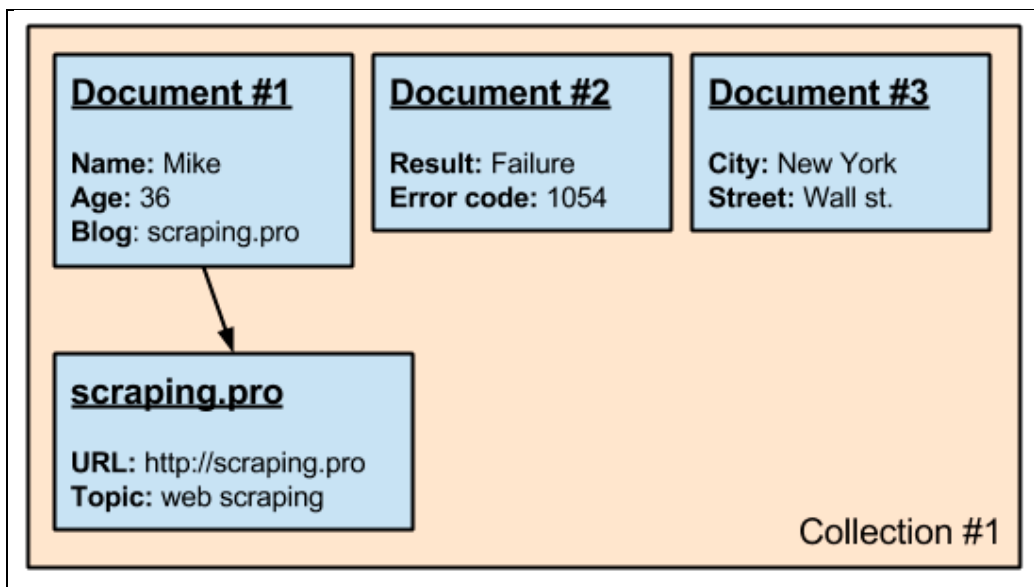 Document #1
Name: Mike
Age: 36
Blog: scraping.pro
Document #2
Result: Failure
Error code: 1054
Document #3
City: New York
Street: Wall st.
scraping.pro
URL: http://scraping.pro
Topic: web scraping
Collection #1